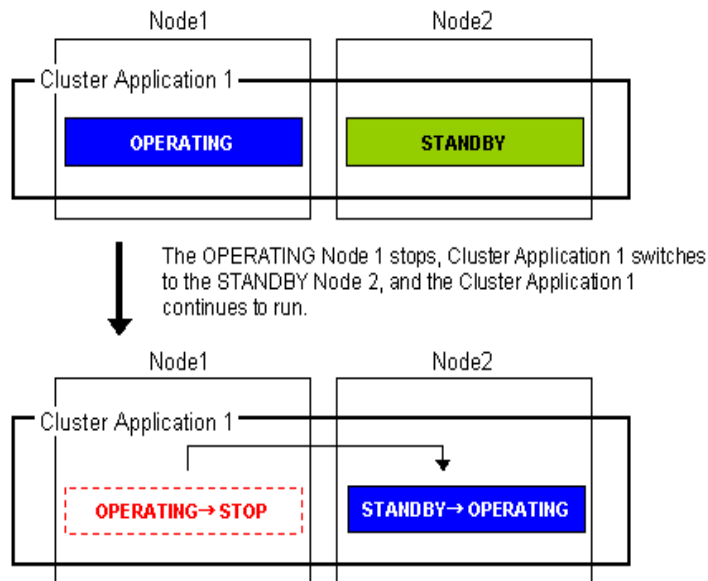 Node1
Node2
Cluster Application 1
OPERATING
STANDBY
The OPERATING Node 1 stops, Cluster Application 1 switches
to the STANDBY Node 2, and the Cluster Application 1
continues to run.
Node1
Node2
Cluster Application 1
OPERATING→STOP
STANDBY→OPERATING